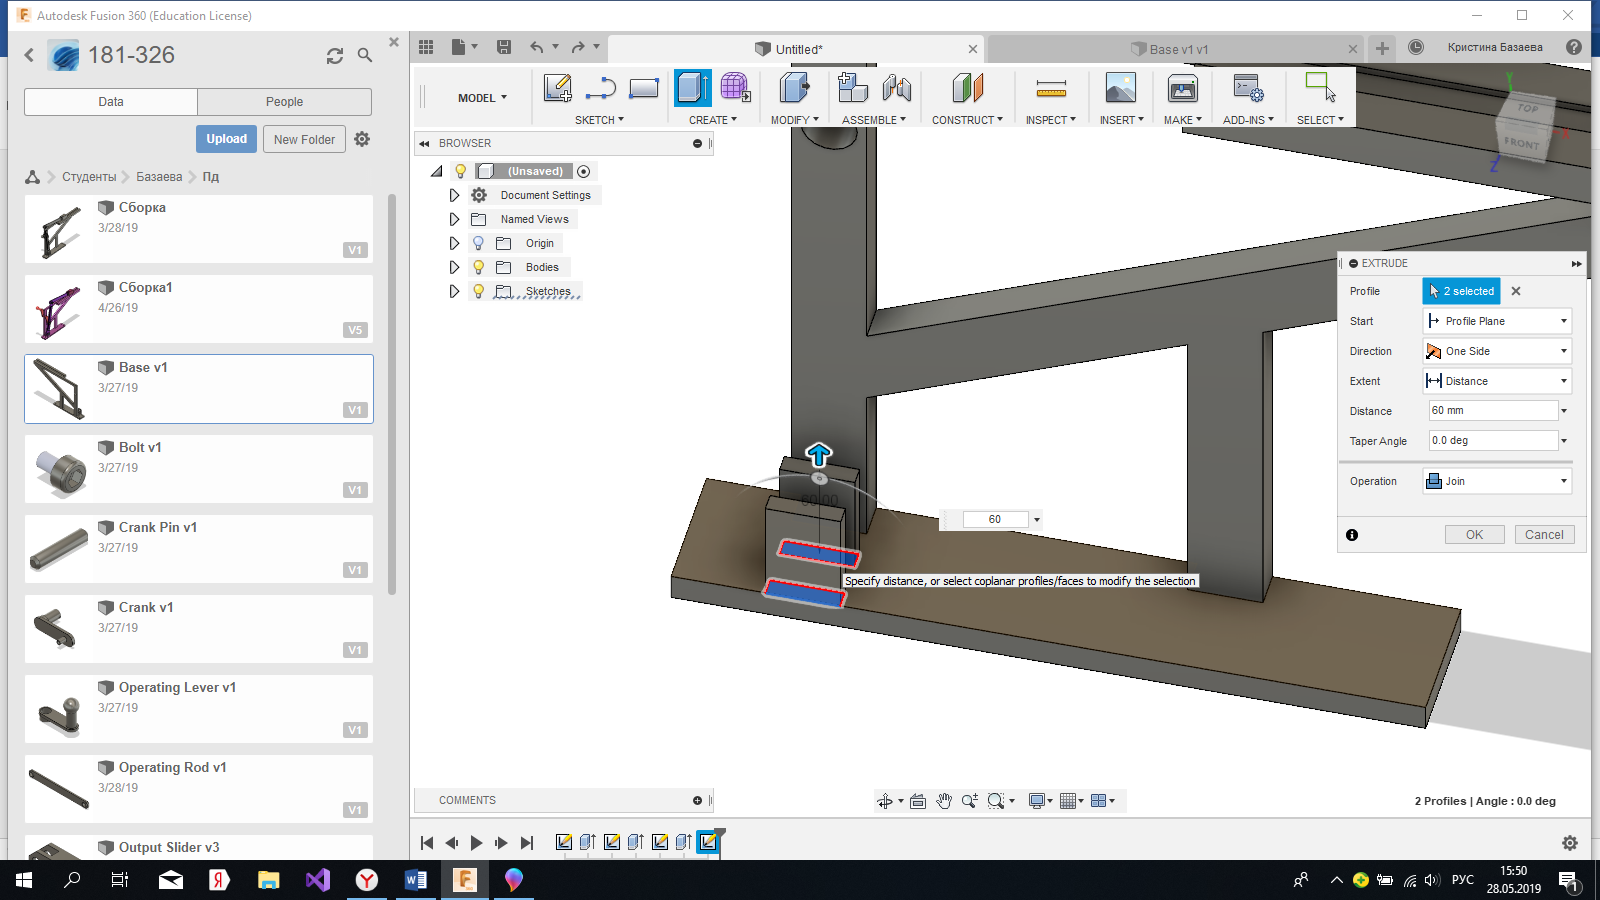 Autodesk Fusion 360 (Education License)
181-326
Data
People
Upload
New Folder
Студенты
Базаева
Пд
Сборка
3/28/19
V1
Сборка1
4/26/19
V5
Base v1
3/27/19
V1
Bolt v1
3/27/19
V1
Crank Pin v1
3/27/19
V1
Crank v1
3/27/19
V1
Operating Lever v1
3/27/19
V1
Operating Rod v1
3/28/19
V1
Output Slider v3
Untitled*
Base v1 v1
Кристина Базаева
MODEL
SKETCH
CREATE
MODIFY
ASSEMBLE
CONSTRUCT
INSPECT
INSERT
MAKE
ADD-INS
SELECT
BROWSER
(Unsaved)
Document Settings
Named Views
Origin
Bodies
Sketches
Y
TOP
X
FRONT
Z
EXTRUDE
Profile
2 selected
Start
Profile Plane
Direction
One Side
Extent
Distance
Distance
60 mm
Taper Angle
0.0 deg
Operation
Join
OK
Cancel
60.00
60
Specify distance, or select coplanar profiles/faces to modify the selection
COMMENTS
2 Profiles | Angle : 0.0 deg
РУС
15:50
28.05.2019
1